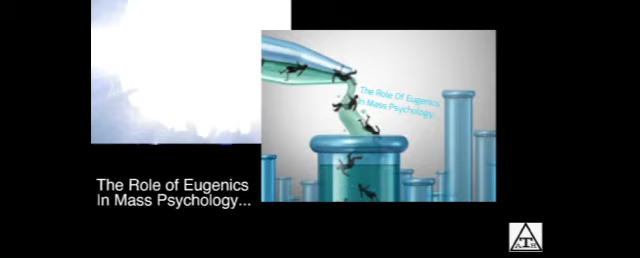 The Role Of Eugenics
In Mass Psychology...
The Role of Eugenics
In Mass Psychology...
A T B